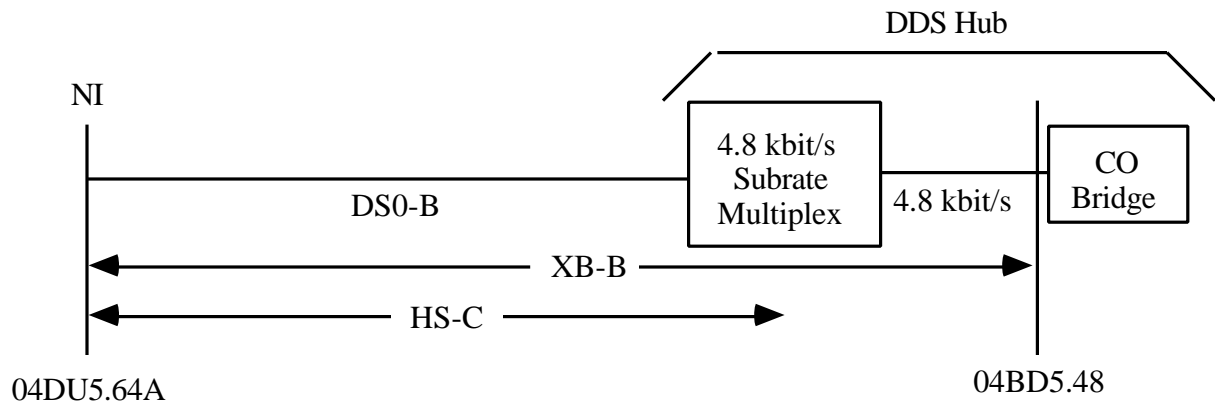 DDS Hub
NI
4.8 kbit/s
Subrate
Multiplex
CO
Bridge
DS0-B
4.8 kbit/s
XB-B
HS-C
04DU5.64A
04BD5.48